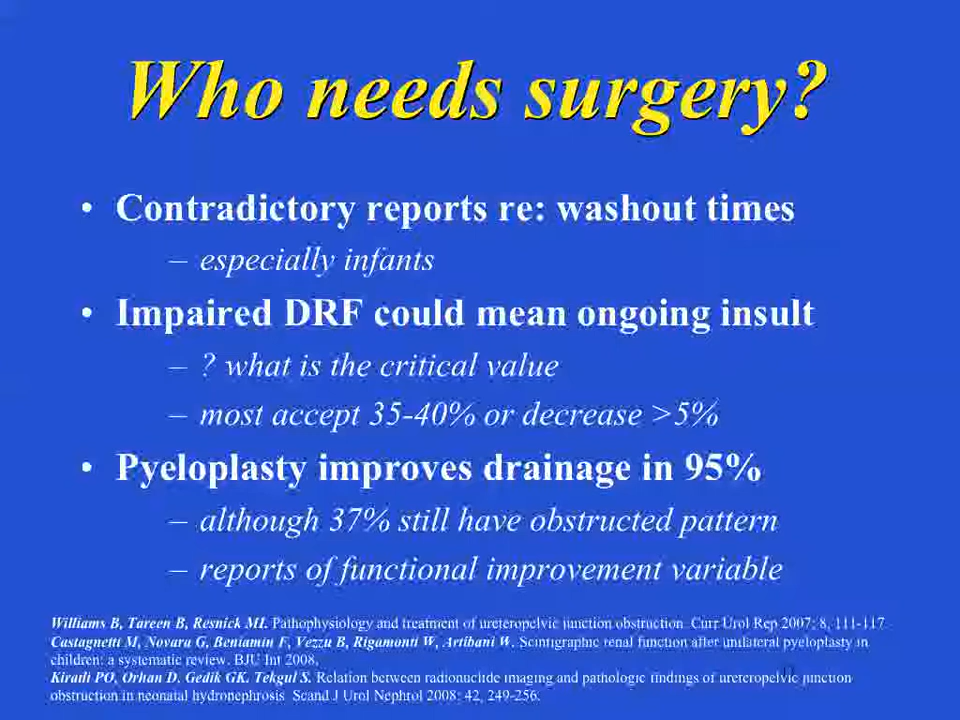 Who needs surgery?
• Contradictory reports re: washout times
– especially infants
• Impaired DRF could mean ongoing insult
– ? what is the critical value
– most accept 35-40% or decrease >5%
• Pyeloplasty improves drainage in 95%
– although 37% still have obstructed pattern
– reports of functional improvement variable
Williams B, Tareen B, Resnick MI. Pathophysiology and treatment of ureteropelvic junction obstruction. Curr Urol Rep 2007; 8, 111-117.
Castagnetti M, Novara G, Beniamin F, Vezzu B, Rigamonti W, Artibani W. Scintigraphic renal function after unilateral pyeloplasty in
children: a systematic review. BJU Int 2008.
Kiratli PO, Orhan D, Gedik GK, Tekgul S. Relation between radionuclide imaging and pathologic findings of ureteropelvic junction
obstruction in neonatal hydronephrosis Scand J Urol Nephrol 2008; 42, 249-256.